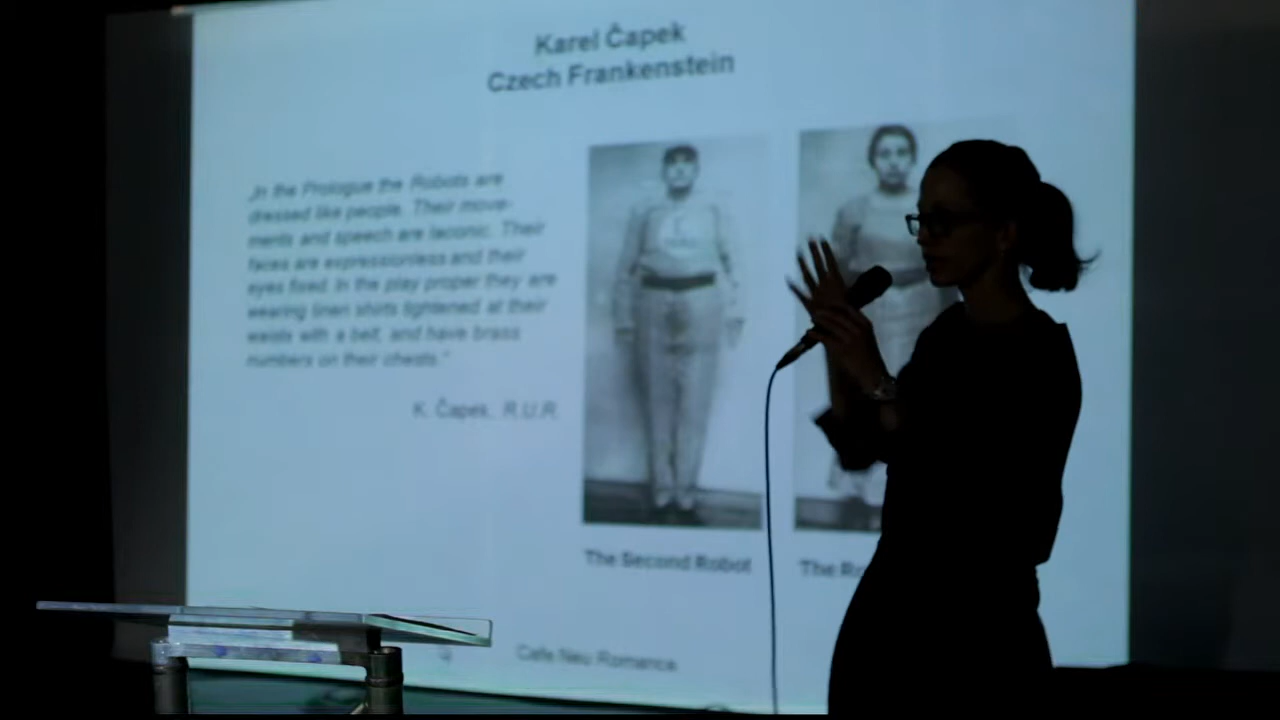 Karel Čapek
Czech Frankenstein
„In the Prologue the Robots are
dressed like people. Their move-
ments and speech are laconic. Their
faces are expressionless and their
eyes fixed. In the play proper they are
wearing linen shirts tightened at their
waists with a belt, and have brass
numbers on their chests."
K. Čapek, R.U.R.
The Second Robot
The
Cafe Neu Romance